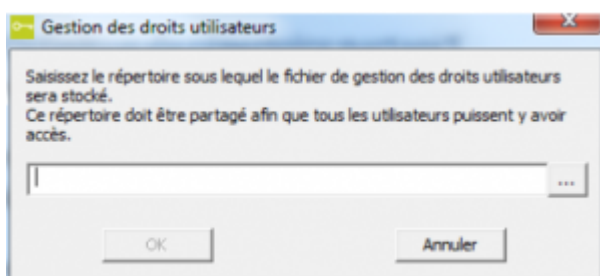 Gestion des droits utilisateurs
Saisissez le répertoire sous lequel le fichier de gestion des droits utilisateurs
sera stocké.
Ce répertoire doit être partagé afin que tous les utilisateurs puissent y avoir
accès.
...
OK
Annuler